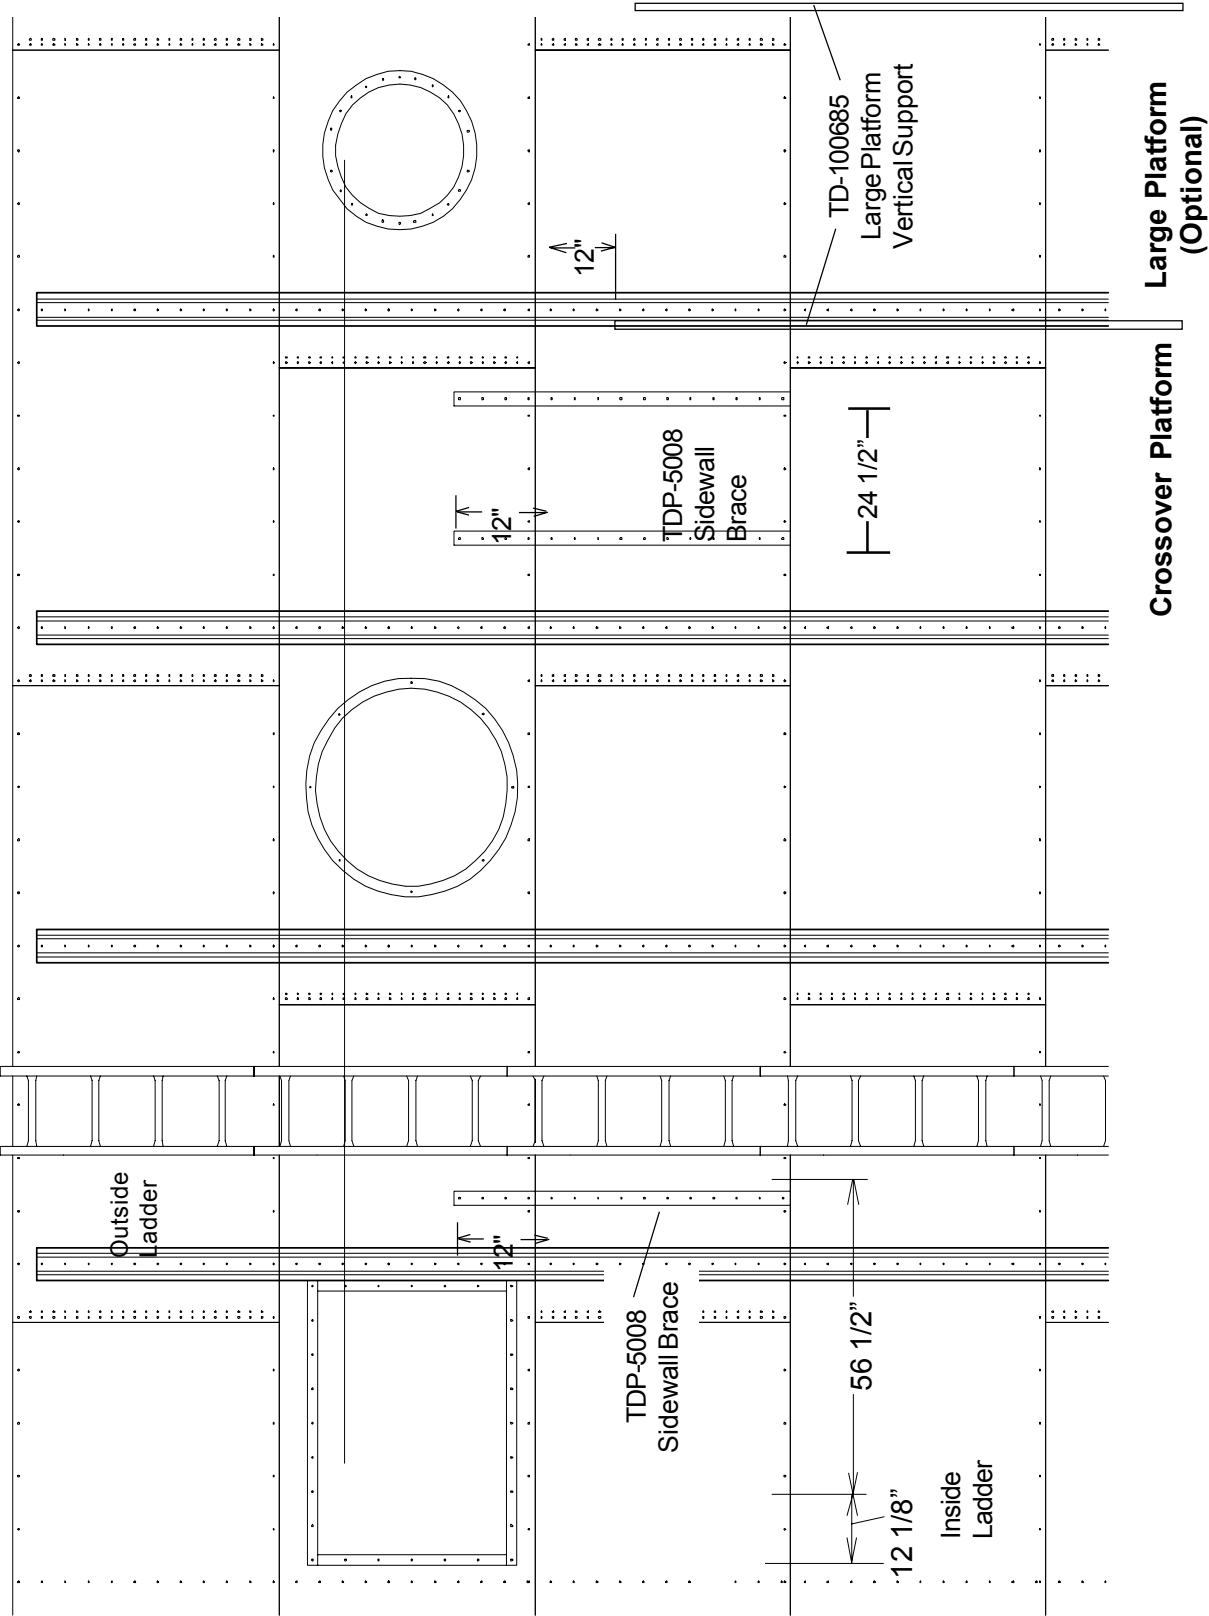 Outside
Ladder
12"
TDP-5008
Sidewall Brace
56 1/2”
12 1/8”
Inside
Ladder
12"
TDP-5008
Sidewall
Brace
24 1/2”
Crossover Platform
12"
TD-100685
Large Platform
Vertical Support
Large Platform
(Optional)